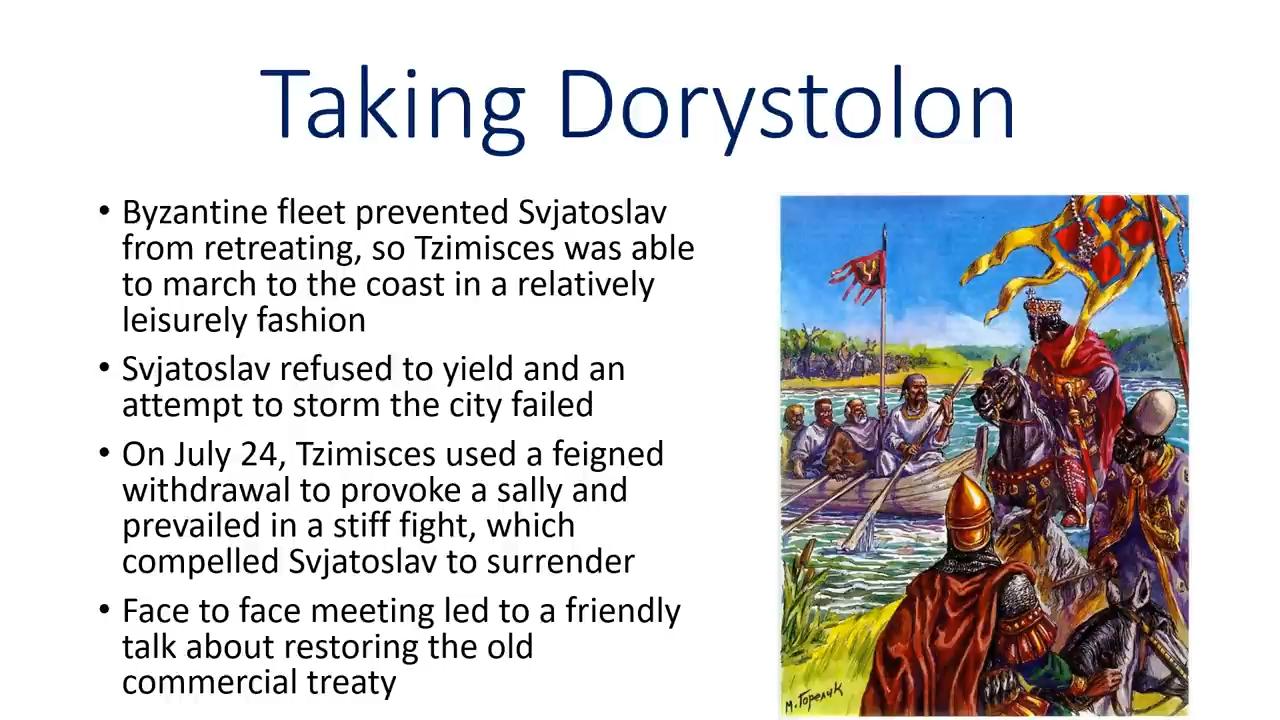 Taking Dorystolon
• Byzantine fleet prevented Svjatoslav
from retreating, so Tzimisces was able
to march to the coast in a relatively
leisurely fashion
• Svjatoslav refused to yield and an
attempt to storm the city failed
• On July 24, Tzimisces used a feigned
withdrawal to provoke a sally and
prevailed in a stiff fight, which
compelled Svjatoslav to surrender
• Face to face meeting led to a friendly
talk about restoring the old
commercial treaty
М. Горелик